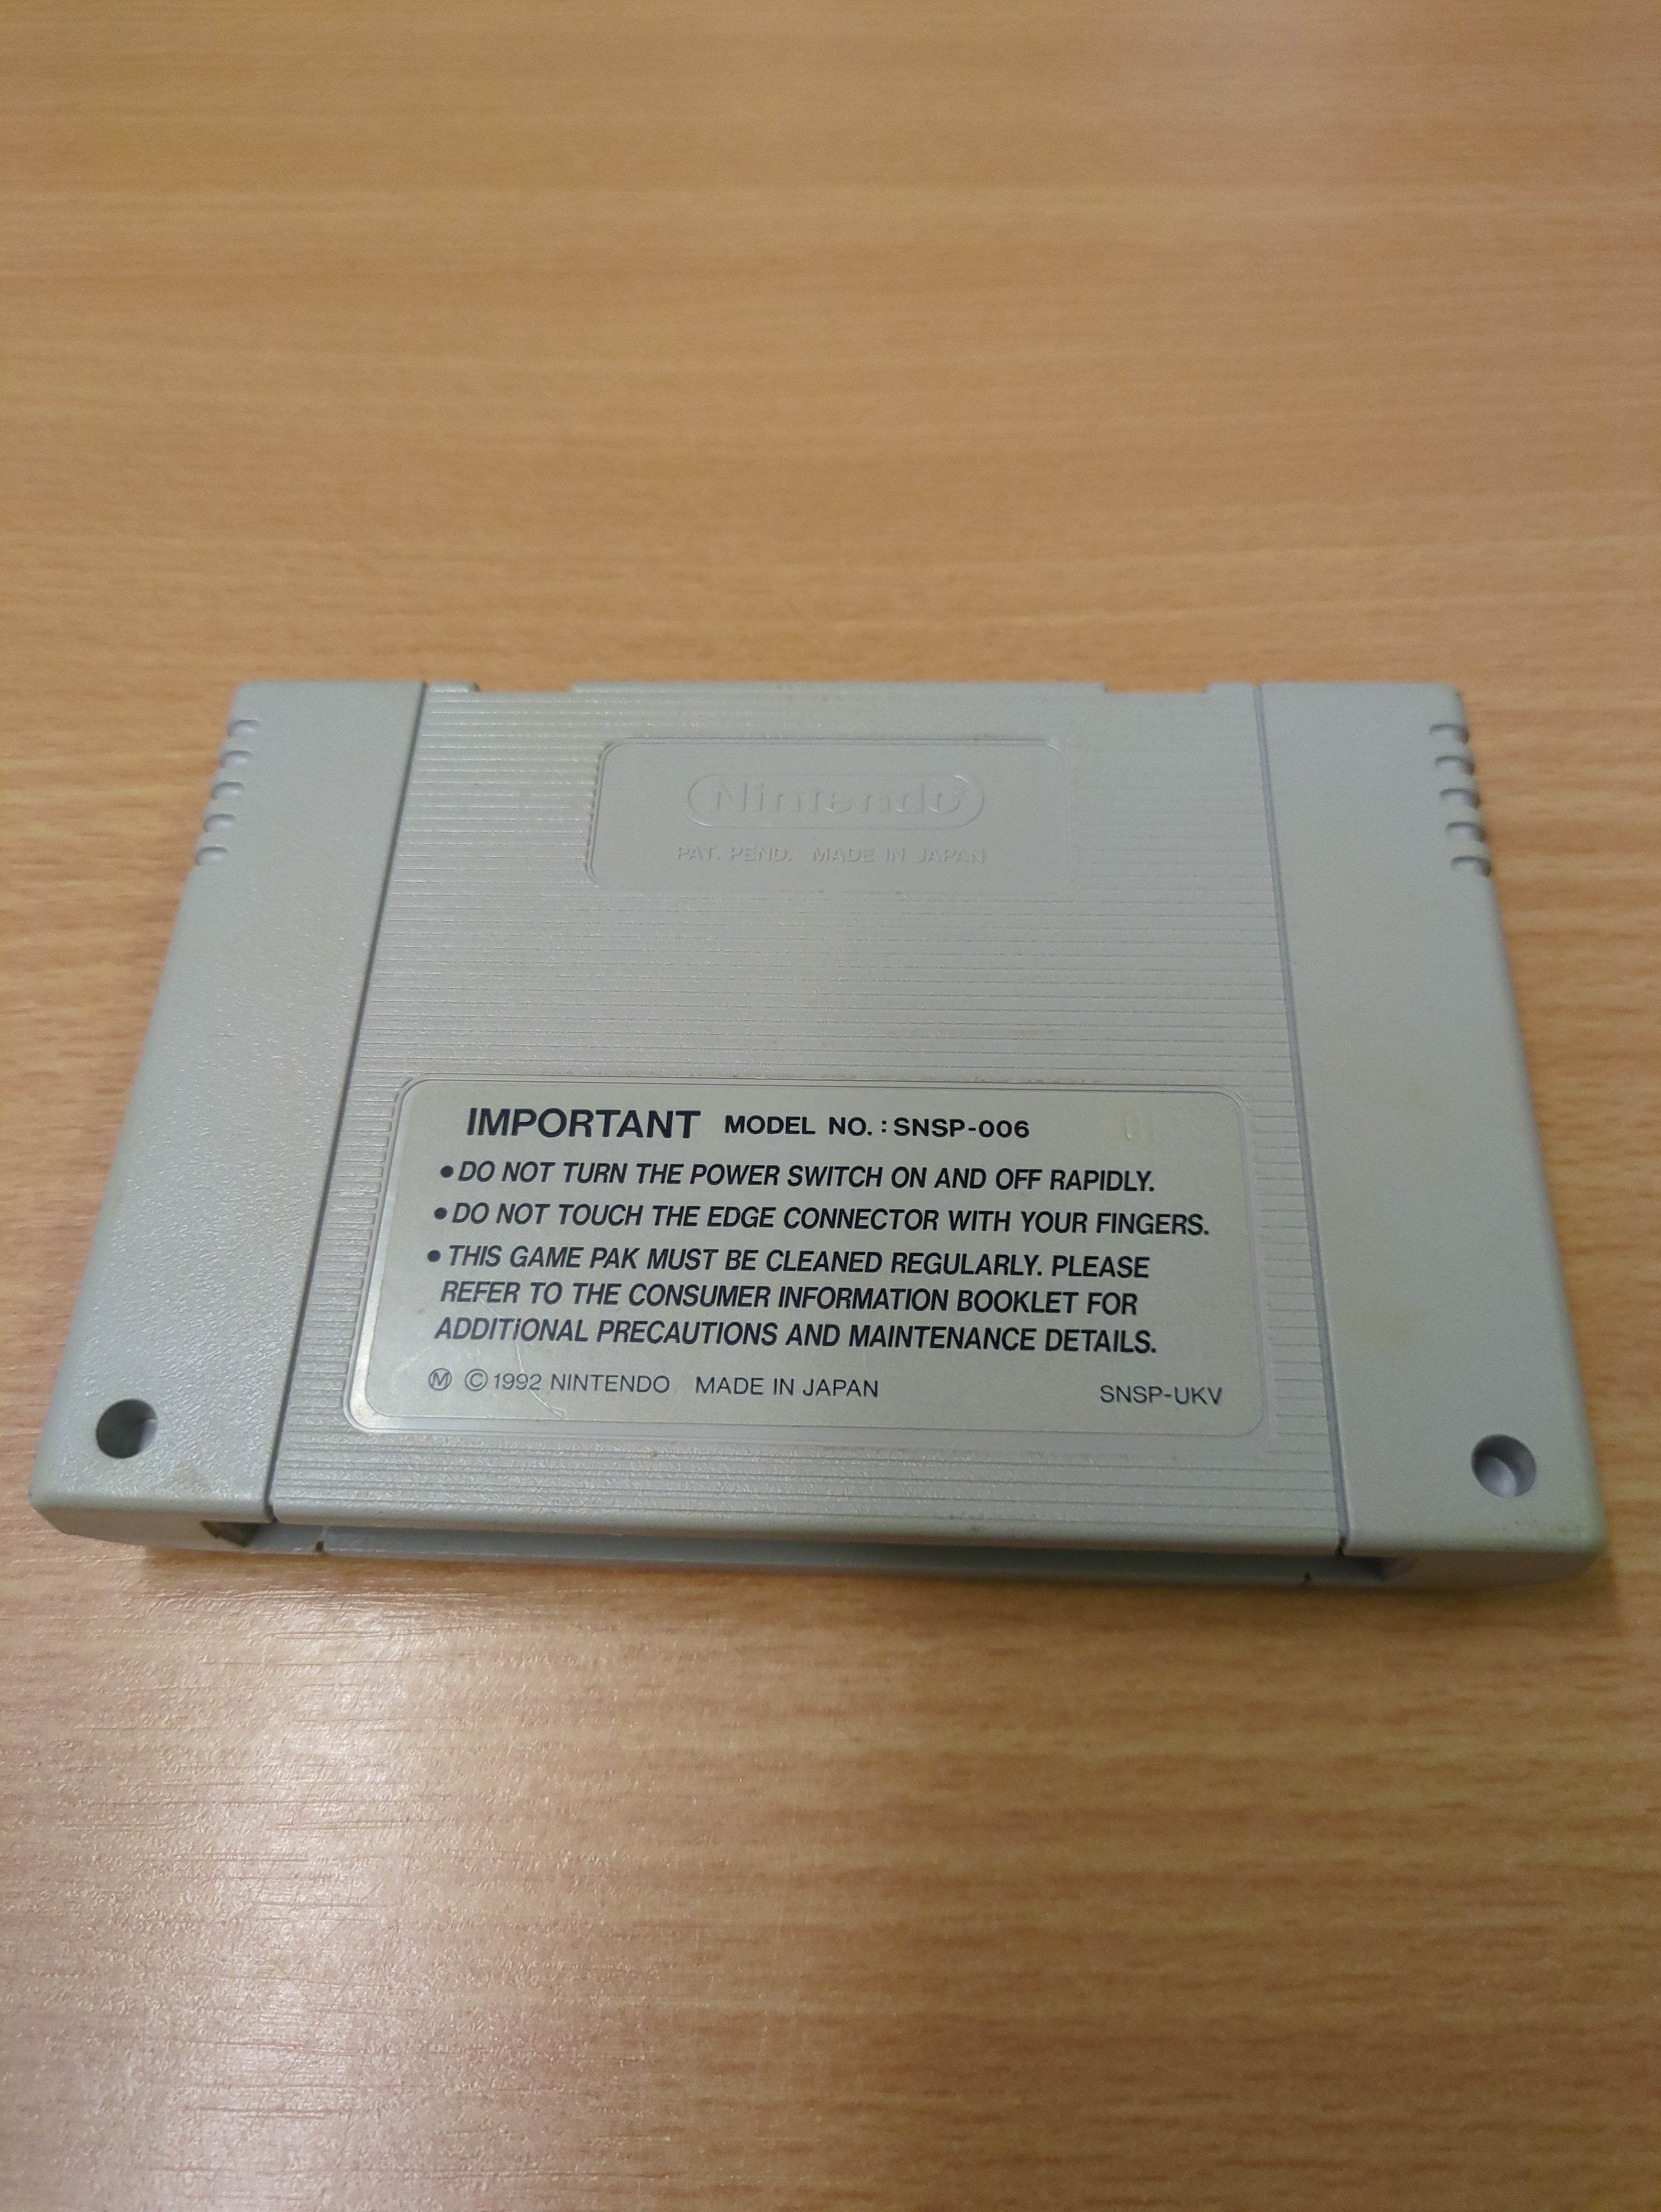 Nintendo
PAT. PEND. MADE IN JAPAN
IMPORTANT MODEL NO.: SNSP-006
01
●DO NOT TURN THE POWER SWITCH ON AND OFF RAPIDLY.
●DO NOT TOUCH THE EDGE CONNECTOR WITH YOUR FINGERS.
●THIS GAME PAK MUST BE CLEANED REGULARLY. PLEASE
REFER TO THE CONSUMER INFORMATION BOOKLET FOR
ADDITIONAL PRECAUTIONS AND MAINTENANCE DETAILS.
Ⓜ ©1992 NINTENDO MADE IN JAPAN SNSP-UKV